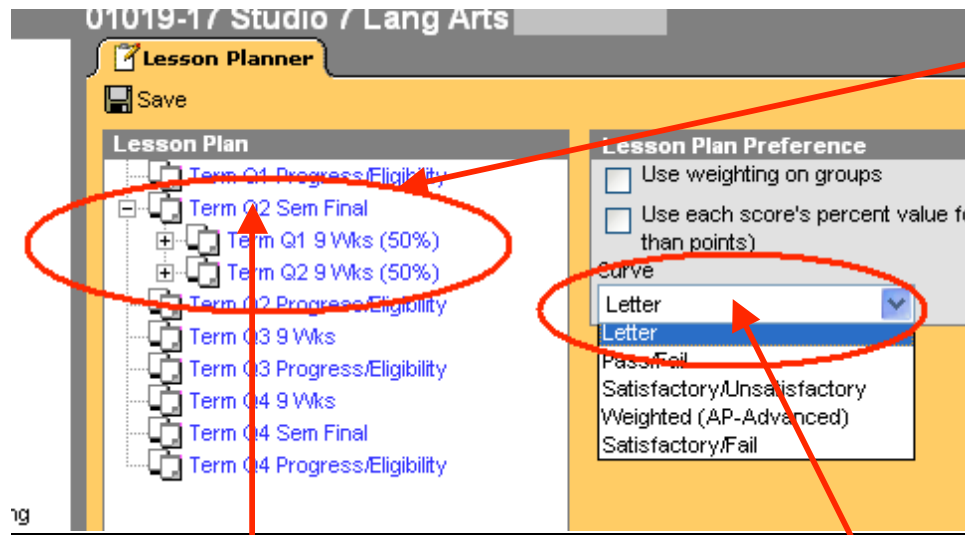 01019-17 Studio 7 Lang Arts
Lesson Planner
Save
Lesson Plan
Term Q1 Progress/Eligibility
Term Q2 Sem Final
Term Q1 9 Wks (50%)
Term Q2 9 Wks (50%)
Term Q2 Progress/Eligibility
Term Q3 9 Wks
Term Q3 Progress/Eligibility
Term Q4 9 Wks
Term Q4 Sem Final
Term Q4 Progress/Eligibility
ng
Lesson Plan Preference
Use weighting on groups
Use each score's percent value fo
than points)
Curve
Letter
Letter
Pass/Fail
Satisfactory/Unsatisfactory
Weighted (AP-Advanced)
Satisfactory/Fail